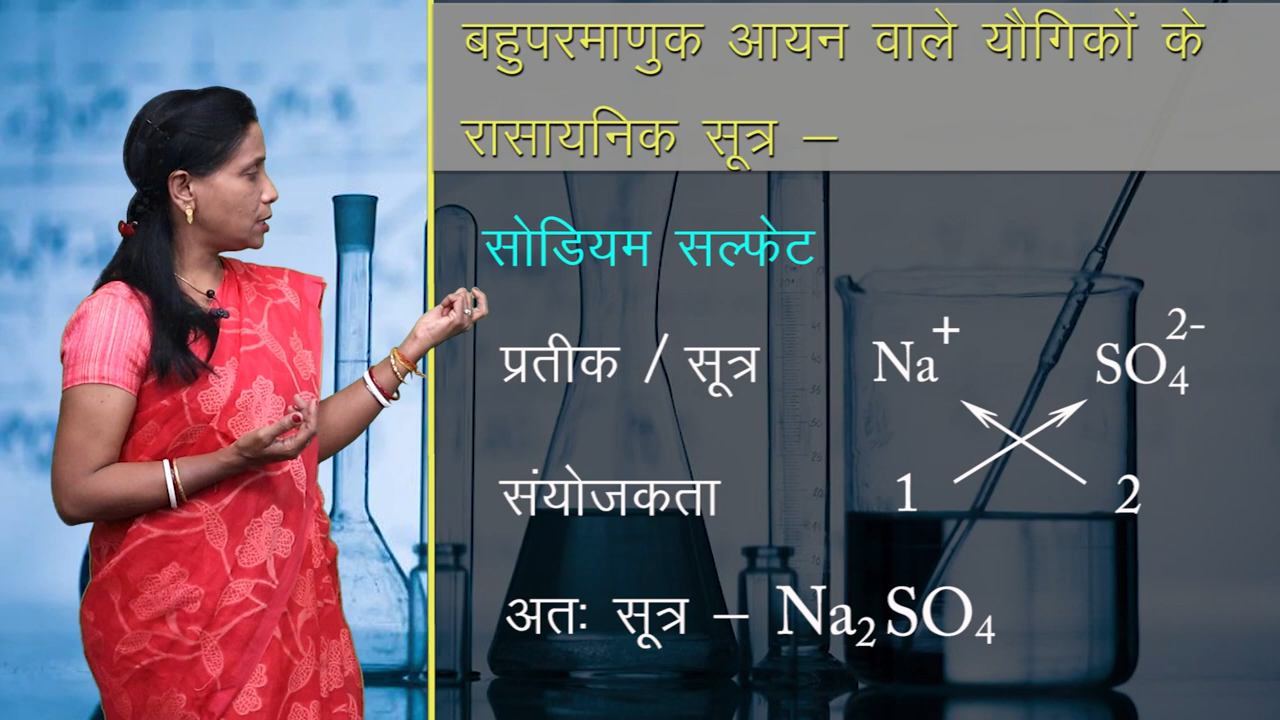 बहुपरमाणुक आयन वाले यौगिकों के
रासायनिक सूत्र –
सोडियम सल्फेट
प्रतीक / सूत्र Na⁺ SO₄²⁻
संयोजकता 1 2
अतः सूत्र – Na₂SO₄